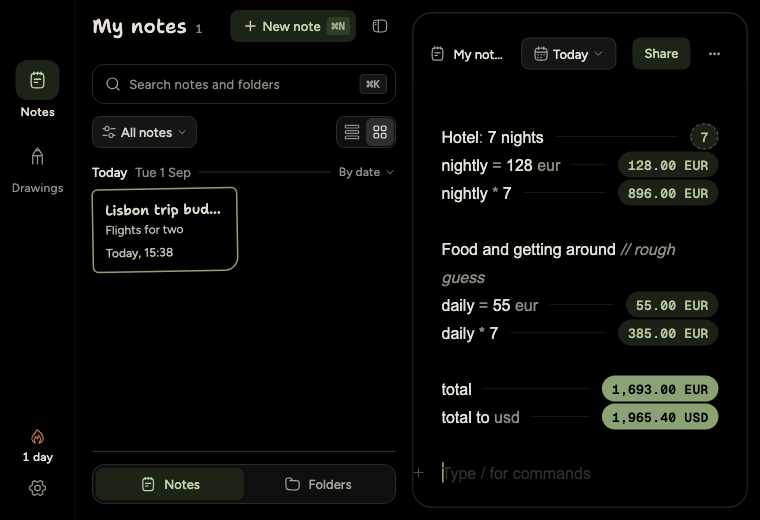 My notes 1
+ New note ⌘N
Search notes and folders ⌘K
All notes
Today Tue 1 Sep By date
Lisbon trip bud...
Flights for two
Today, 15:38
Notes
Drawings
1 day
Notes Folders
My not... Today Share ...
Hotel: 7 nights 7
nightly = 128 eur 128.00 EUR
nightly * 7 896.00 EUR
Food and getting around // rough
guess
daily = 55 eur 55.00 EUR
daily * 7 385.00 EUR
total 1,693.00 EUR
total to usd 1,965.40 USD
+ Type / for commands